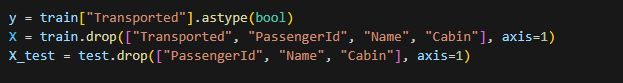 y = train["Transported"].astype(bool)
X = train.drop(["Transported", "PassengerId", "Name", "Cabin"], axis=1)
X_test = test.drop(["PassengerId", "Name", "Cabin"], axis=1)